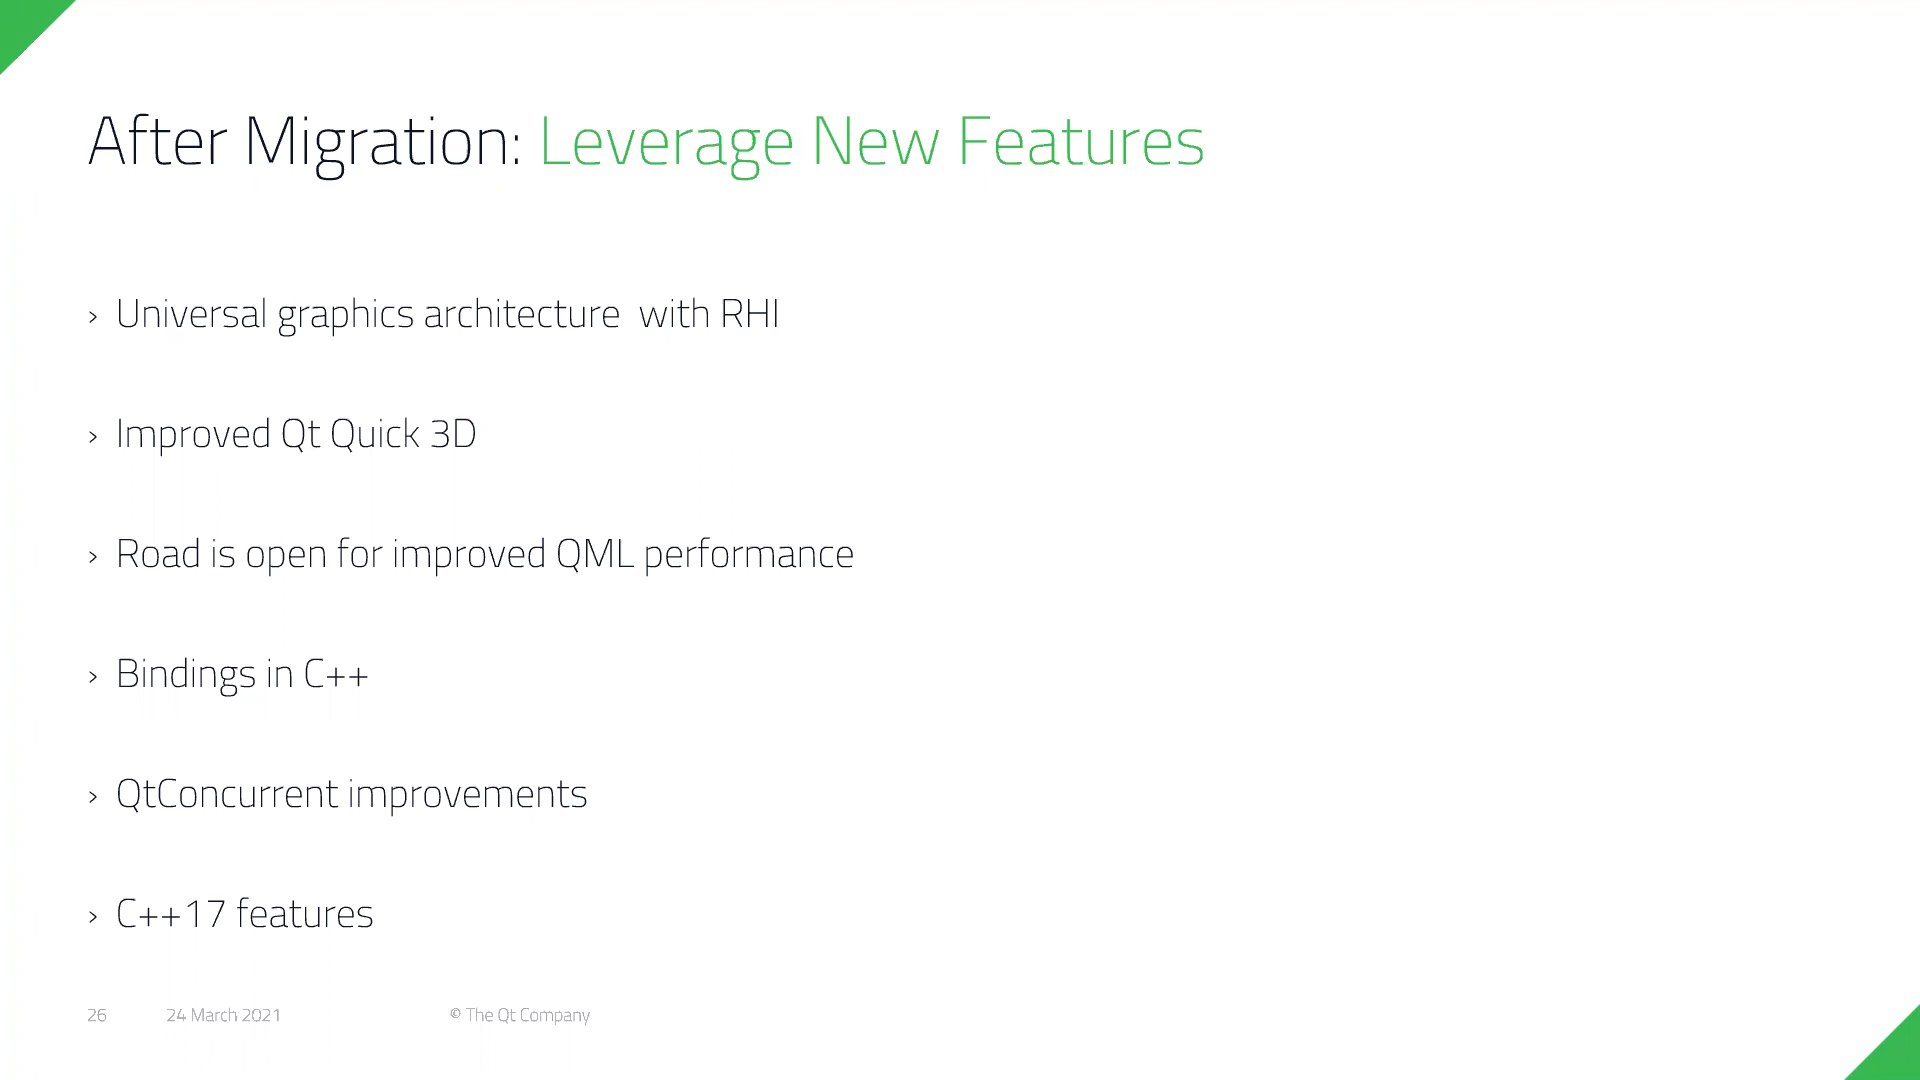 After Migration: Leverage New Features
› Universal graphics architecture  with RHI
› Improved Qt Quick 3D
› Road is open for improved QML performance
› Bindings in C++
› QtConcurrent improvements
› C++17 features
26 24 March 2021 © The Qt Company